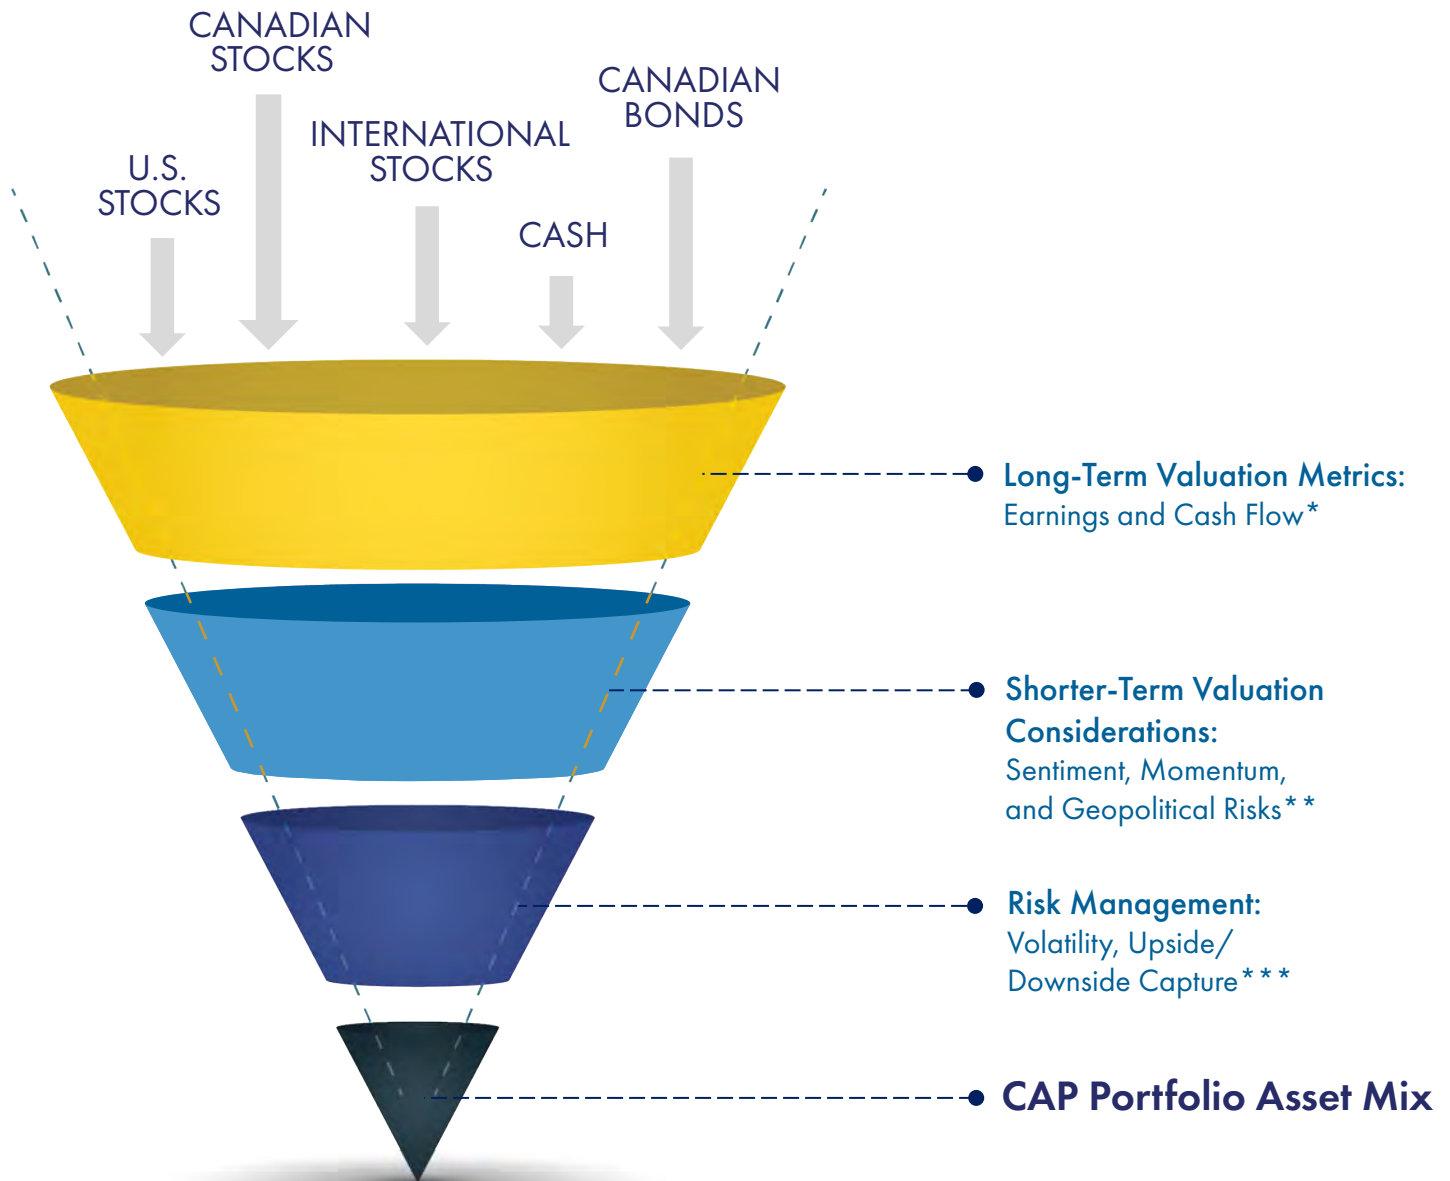 CANADIAN
STOCKS
CANADIAN
BONDS
INTERNATIONAL
STOCKS
U.S.
STOCKS
CASH
Long-Term Valuation Metrics:
Earnings and Cash Flow*
Shorter-Term Valuation
Considerations:
Sentiment, Momentum,
and Geopolitical Risks**
Risk Management:
Volatility, Upside/
Downside Capture***
CAP Portfolio Asset Mix